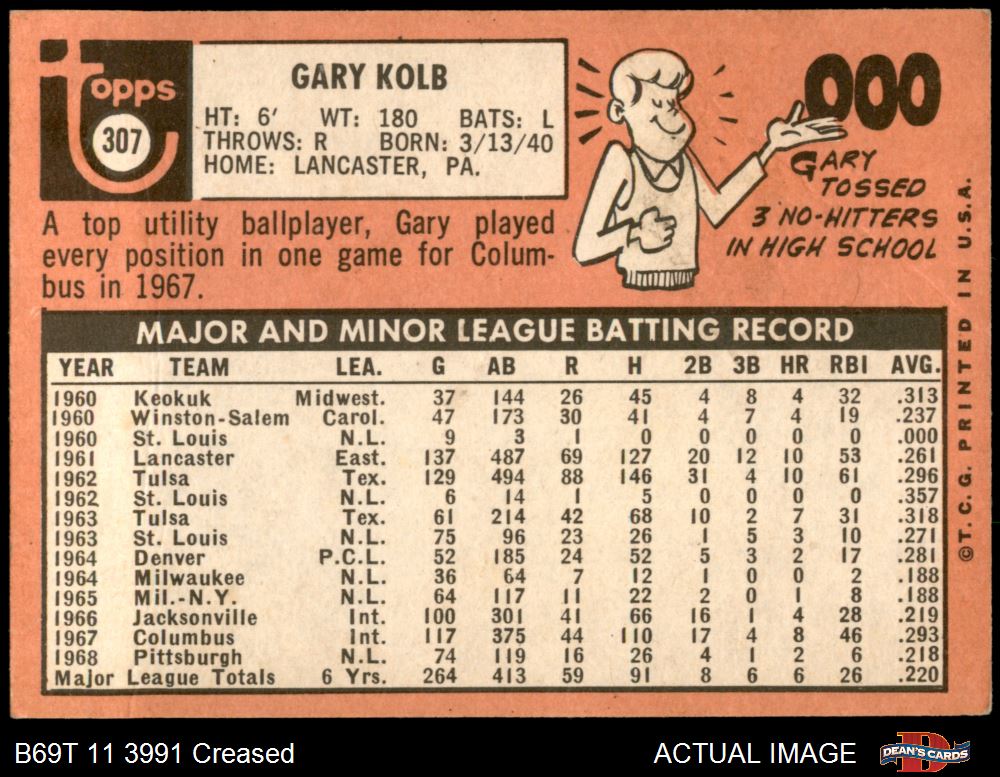 Topps
307
GARY KOLB
HT: 6' WT: 180 BATS: L
THROWS: R BORN: 3/13/40
HOME: LANCASTER, PA.
000
GARY
TOSSED
3 NO-HITTERS
IN HIGH SCHOOL
A top utility ballplayer, Gary played
every position in one game for Colum-
bus in 1967.
MAJOR AND MINOR LEAGUE BATTING RECORD
YEAR TEAM LEA. G AB R H 2B 3B HR RBI AVG.
1960 Keokuk Midwest. 37 144 26 45 4 8 4 32 .313
1960 Winston-Salem Carol. 47 173 30 41 4 7 4 19 .237
1960 St. Louis N.L. 9 3 1 0 0 0 0 0 .000
1961 Lancaster East. 137 487 69 127 20 12 10 53 .261
1962 Tulsa Tex. 129 494 88 146 31 4 10 61 .296
1962 St. Louis N.L. 6 14 1 5 0 0 0 0 .357
1963 Tulsa Tex. 61 214 42 68 10 2 7 31 .318
1963 St. Louis N.L. 75 96 23 26 1 5 3 10 .271
1964 Denver P.C.L. 52 185 24 52 5 3 2 17 .281
1964 Milwaukee N.L. 36 64 7 12 1 0 0 2 .188
1965 Mil.-N.Y. N.L. 64 117 11 22 2 0 1 8 .188
1966 Jacksonville Int. 100 301 41 66 16 1 4 28 .219
1967 Columbus Int. 117 375 44 110 17 4 8 46 .293
1968 Pittsburgh N.L. 74 119 16 26 4 1 2 6 .218
Major League Totals 6 Yrs. 264 413 59 91 8 6 6 26 .220
©T.C.G. PRINTED IN U.S.A.
B69T 11 3991 Creased
ACTUAL IMAGE
DEAN'S CARDS